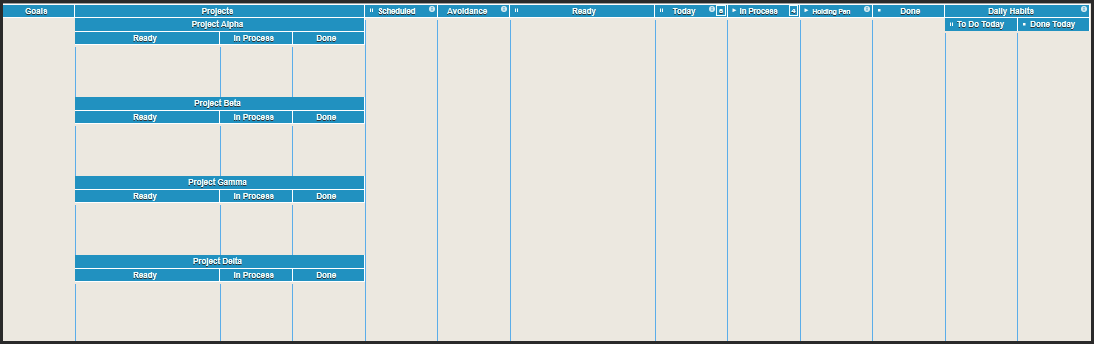 Goals Projects Scheduled Avoidance Ready Today 6 In Process 4 Holding Pen Done Daily Habits
Project Alpha To Do Today Done Today
Ready In Process Done
Project Beta
Ready In Process Done
Project Gamma
Ready In Process Done
Project Delta
Ready In Process Done